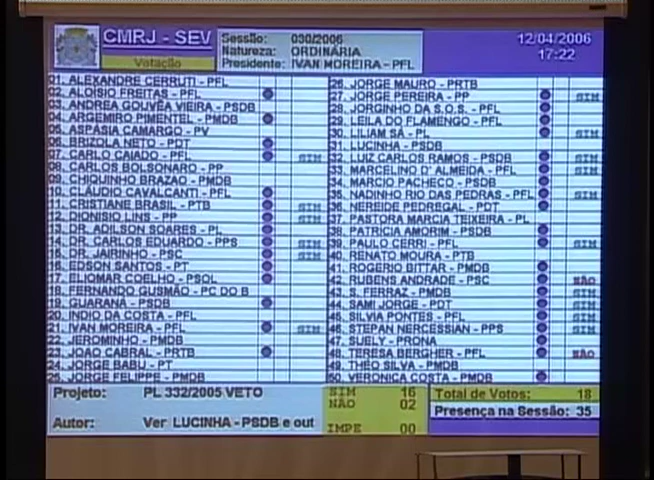 CMRJ - SEV
Votação
Sessão: 030/2006
Natureza: ORDINÁRIA
Presidente: IVAN MOREIRA - PFL
12/04/2006
17:22
01. ALEXANDRE CERRUTI - PFL
02. ALOISIO FREITAS - PFL
03. ANDREA GOUVÊA VIEIRA - PSDB
04. ARGEMIRO PIMENTEL - PMDB
05. ASPASIA CAMARGO - PV
06. BRIZOLA NETO - PDT
07. CARLO CAIADO - PFL SIM
08. CARLOS BOLSONARO - PP
09. CHIQUINHO BRAZÃO - PMDB
10. CLÁUDIO CAVALCANTI - PFL
11. CRISTIANE BRASIL - PTB SIM
12. DIONISIO LINS - PP SIM
13. DR. ADILSON SOARES - PL
14. DR. CARLOS EDUARDO - PPS SIM
15. DR. JAIRINHO - PSC SIM
16. EDSON SANTOS - PT
17. ELIOMAR COELHO - PSOL
18. FERNANDO GUSMÃO - PC DO B
19. GUARANÁ - PSDB
20. INDIO DA COSTA - PFL
21. IVAN MOREIRA - PFL SIM
22. JEROMINHO - PMDB
23. JOÃO CABRAL - PRTB
24. JORGE BABU - PT
25. JORGE FELIPPE - PMDB
26. JORGE MAURO - PRTB
27. JORGE PEREIRA - PP SIM
28. JORGINHO DA S.O.S. - PFL
29. LEILA DO FLAMENGO - PFL
30. LILIAM SÁ - PL SIM
31. LUCINHA - PSDB
32. LUIZ CARLOS RAMOS - PSDB SIM
33. MARCELINO D' ALMEIDA - PFL SIM
34. MARCIO PACHECO - PSDB
35. NADINHO RIO DAS PEDRAS - PFL SIM
36. NEREIDE PEDREGAL - PDT
37. PASTORA MARCIA TEIXEIRA - PL
38. PATRÍCIA AMORIM - PSDB
39. PAULO CERRI - PFL SIM
40. RENATO MOURA - PTB
41. ROGERIO BITTAR - PMDB
42. RUBENS ANDRADE - PSC NÃO
43. S. FERRAZ - PMDB SIM
44. SAMI JORGE - PDT SIM
45. SILVIA PONTES - PFL SIM
46. STEPAN NERCESSIAN - PPS SIM
47. SUELY - PRONA
48. TERESA BERGHER - PFL NÃO
49. THÉO SILVA - PMDB
50. VERÔNICA COSTA - PMDB
Projeto: PL 332/2005 VETO
Autor: Ver LUCINHA - PSDB e out
SIM 16
NÃO 02
IMPE 00
Total de Votos: 18
Presença na Sessão: 35